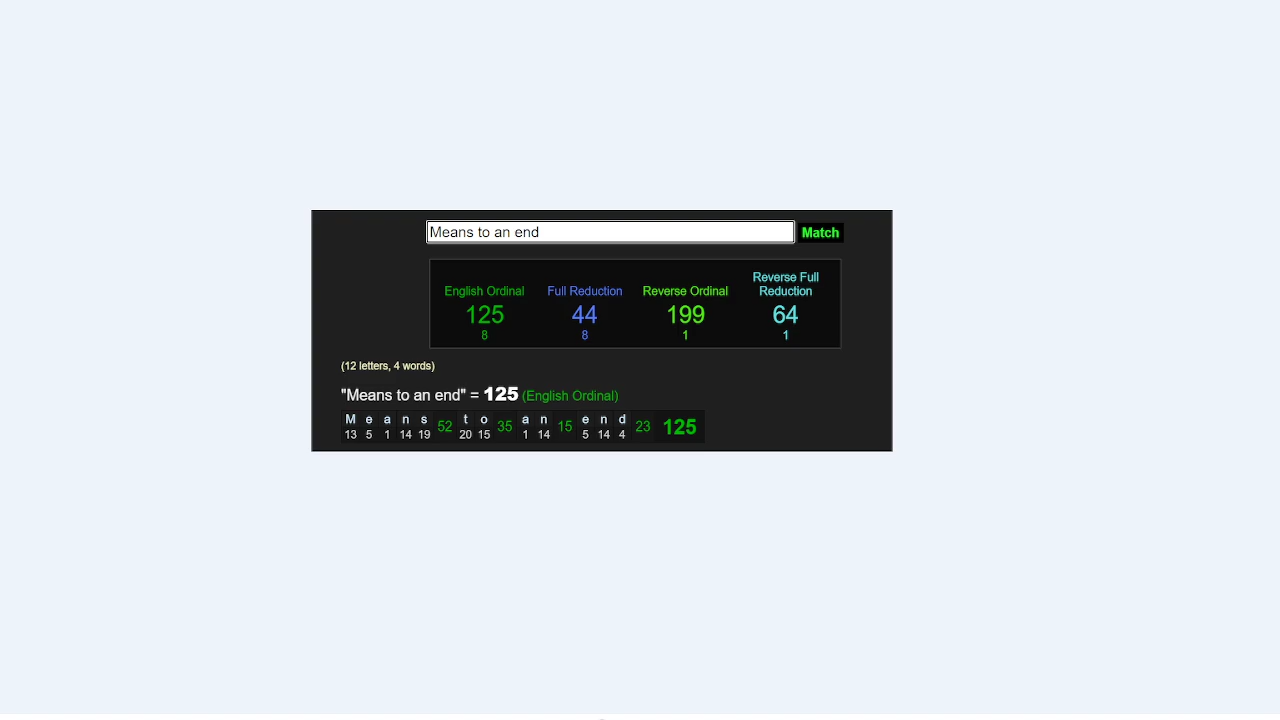 Means to an end Match
English Ordinal Full Reduction Reverse Ordinal Reverse Full Reduction
125 44 199 64
8 8 1 1
(12 letters, 4 words)
"Means to an end" = 125 (English Ordinal)
M e a n s 52 t o 35 a n 15 e n d 23 125
13 5 1 14 19 20 15 1 14 5 14 4